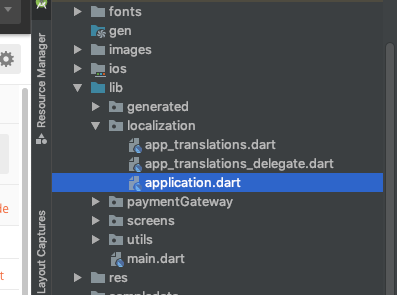 fonts
gen
images
ios
lib
generated
localization
app_translations.dart
app_translations_delegate.dart
application.dart
paymentGateway
screens
utils
main.dart
res
Resource Manager
Layout Captures